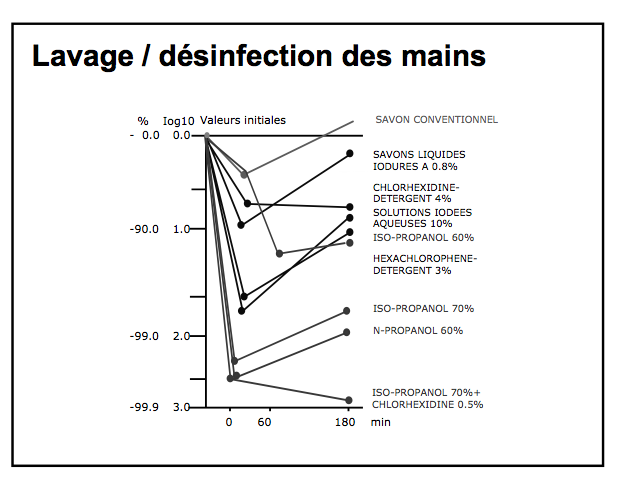 Lavage / désinfection des mains
% log10 Valeurs initiales
- 0.0 0.0
SAVON CONVENTIONNEL
SAVONS LIQUIDES
IODURES A 0.8%
CHLORHEXIDINE-
DETERGENT 4%
SOLUTIONS IODEES
AQUEUSES 10%
-90.0 1.0
ISO-PROPANOL 60%
HEXACHLOROPHENE-
DETERGENT 3%
ISO-PROPANOL 70%
-99.0 2.0
N-PROPANOL 60%
ISO-PROPANOL 70%+
CHLORHEXIDINE 0.5%
-99.9 3.0
0 60 180 min